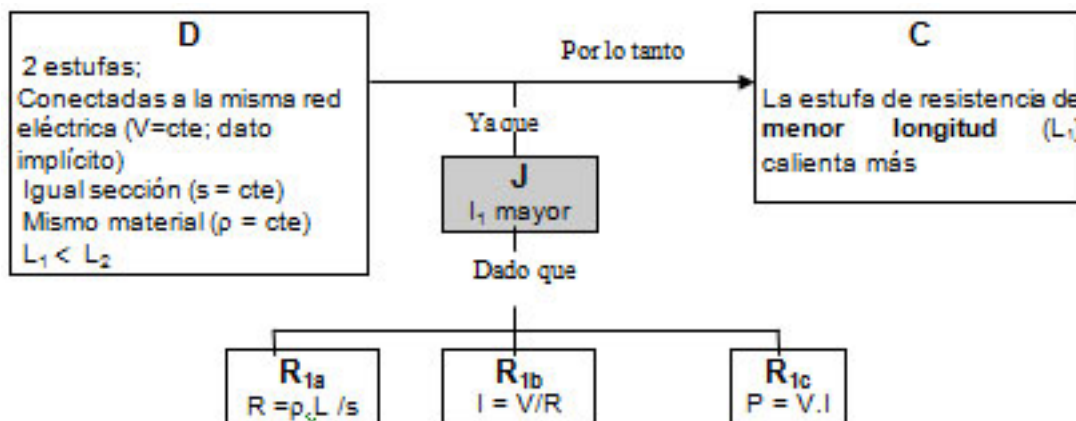 D
2 estufas;
Conectadas a la misma red
eléctrica (V=cte; dato
implícito)
Igual sección (s = cte)
Mismo material (ρ = cte)
L₁ < L₂
Por lo tanto
C
La estufa de resistencia de
menor longitud (L₁)
calienta más
Ya que
J
I₁ mayor
Dado que
R₁ₐ
R =ρ.L /s
R1b
I = V/R
R1c
P = V.I